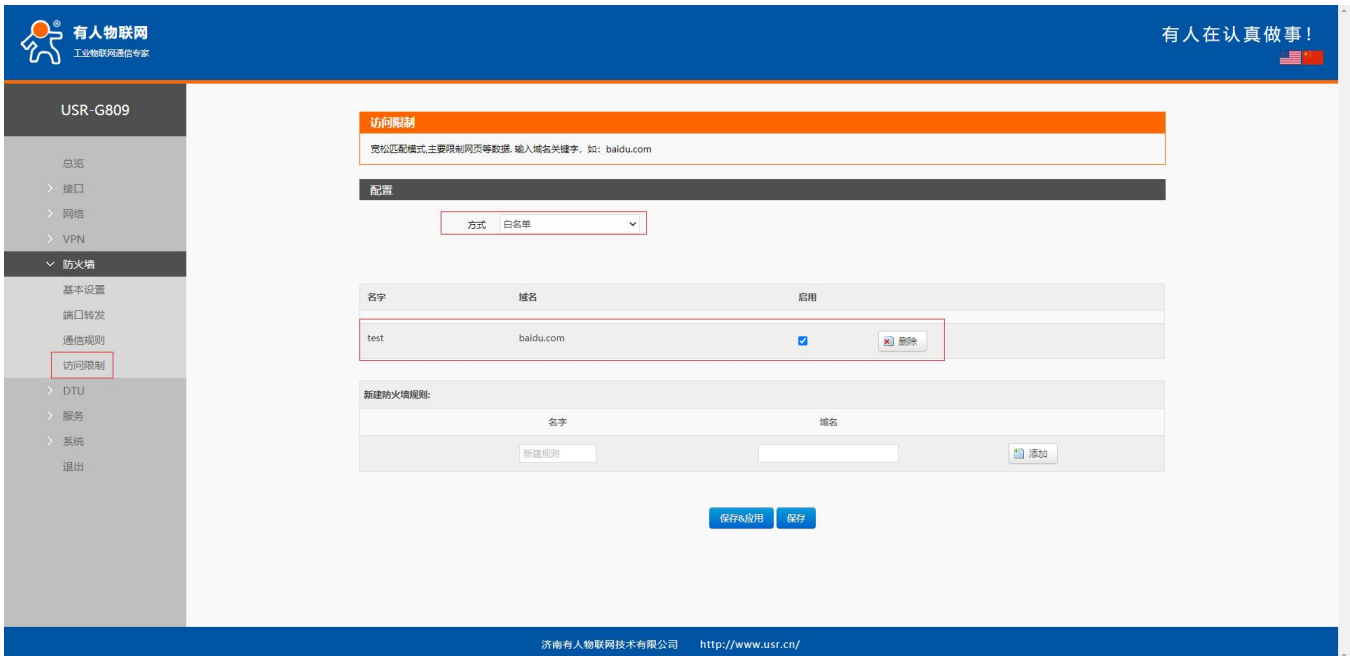 有人物联网
®
工业物联网通信专家
有人在认真做事！
USR-G809
总览
接口
网络
VPN
防火墙
基本设置
端口转发
通信规则
访问限制
DTU
服务
系统
退出
访问限制
宽松匹配模式,主要限制网页等数据. 输入域名关键字，如：baidu.com
配置
方式 白名单
名字 域名 启用
test baidu.com 删除
新建防火墙规则:
名字 域名
新建规则 添加
保存&应用 保存
济南有人物联网技术有限公司 http://www.usr.cn/